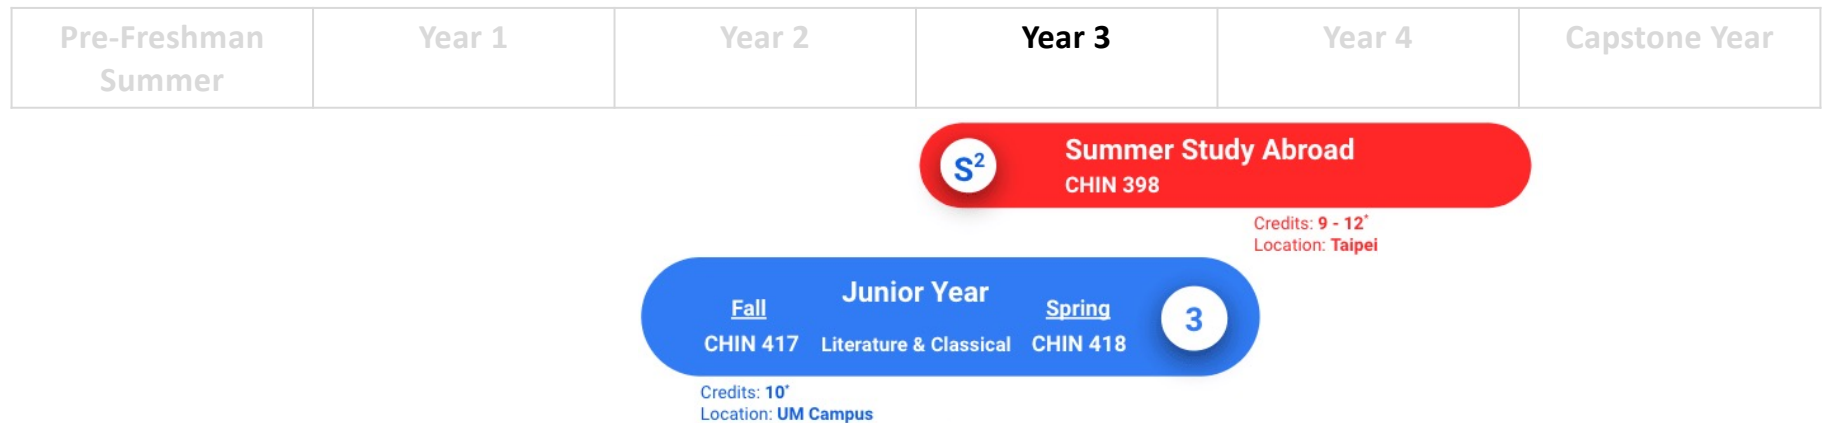 Pre-Freshman Summer
Year 1
Year 2
Year 3
Year 4
Capstone Year
S²
Summer Study Abroad
CHIN 398
Credits: 9 - 12*
Location: Taipei
Junior Year
Fall
Spring
CHIN 417 Literature & Classical CHIN 418
3
Credits: 10*
Location: UM Campus